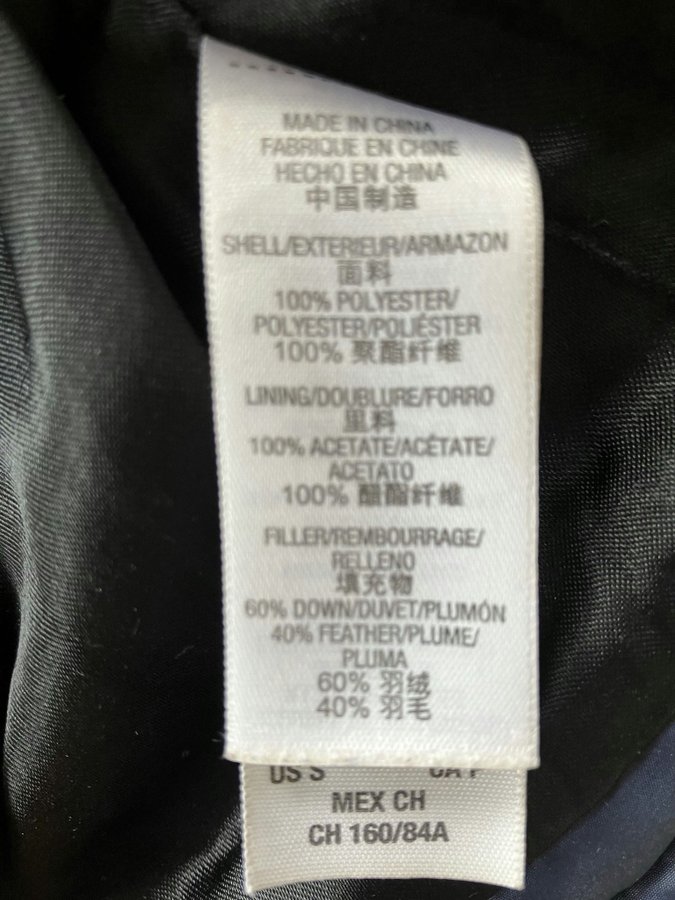 MADE IN CHINA
FABRIQUE EN CHINE
HECHO EN CHINA
中国制造
SHELL/EXTERIEUR/ARMAZON
面料
100% POLYESTER/
POLYESTER/POLIÉSTER
100% 聚酯纤维
LINING/DOUBLURE/FORRO
里料
100% ACETATE/ACÉTATE/
ACETATO
100% 醋酯纤维
FILLER/REMBOURRAGE/
RELLENO
填充物
60% DOWN/DUVET/PLUMÓN
40% FEATHER/PLUME/
PLUMA
60% 羽绒
40% 羽毛
US S CA P
MEX CH
CH 160/84A